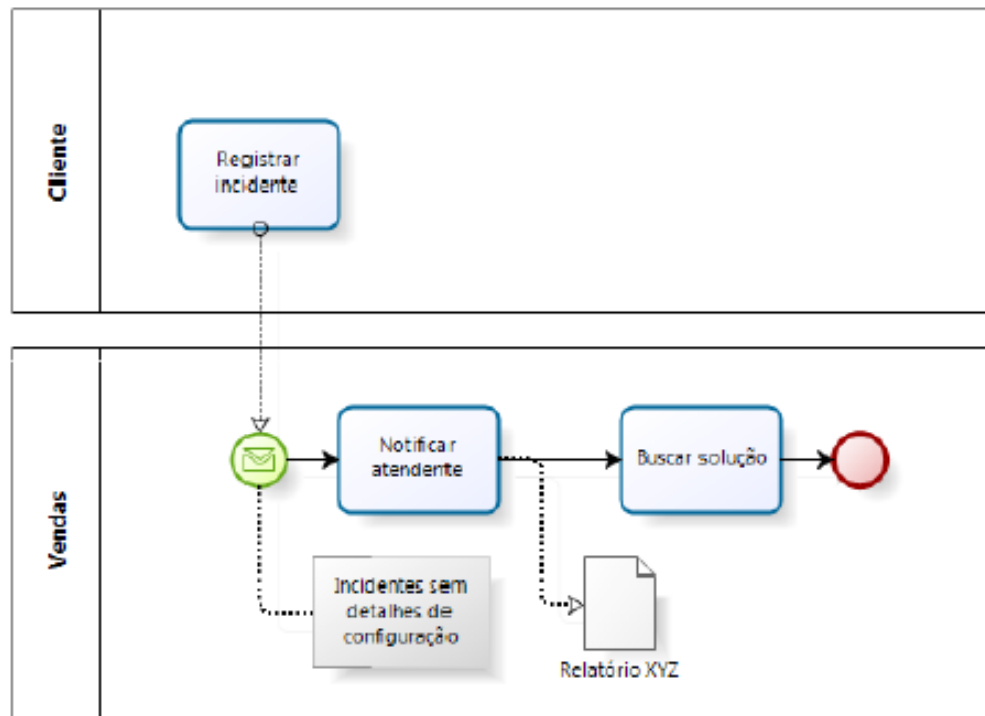 Cliente
Registrar
incidente
Vendas
Notificar
atendente
Buscar solução
Incidentes sem
detalhes de
configuração
Relatório XYZ